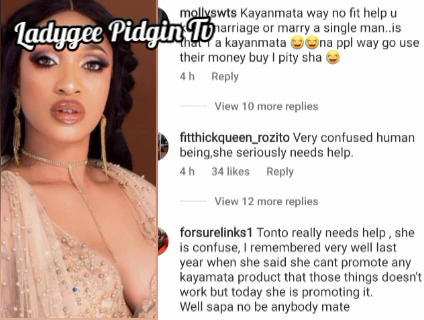 Ladygee Pidgin Tv
mollyswts Kayanmata way no fit help u
marriage or marry a single man..is
a kayanmata 😂😂na ppl way go use
their money buy I pity sha 😂
4 h Reply
View 10 more replies
fitthickqueen_rozito Very confused human
being,she seriously needs help.
4 h 34 likes Reply
View 12 more replies
forsurelinks1 Tonto really needs help , she
is confuse, I remembered very well last
year when she said she cant promote any
kayamata product that those things doesn't
work but today she is promoting it.
Well sapa no be anybody mate